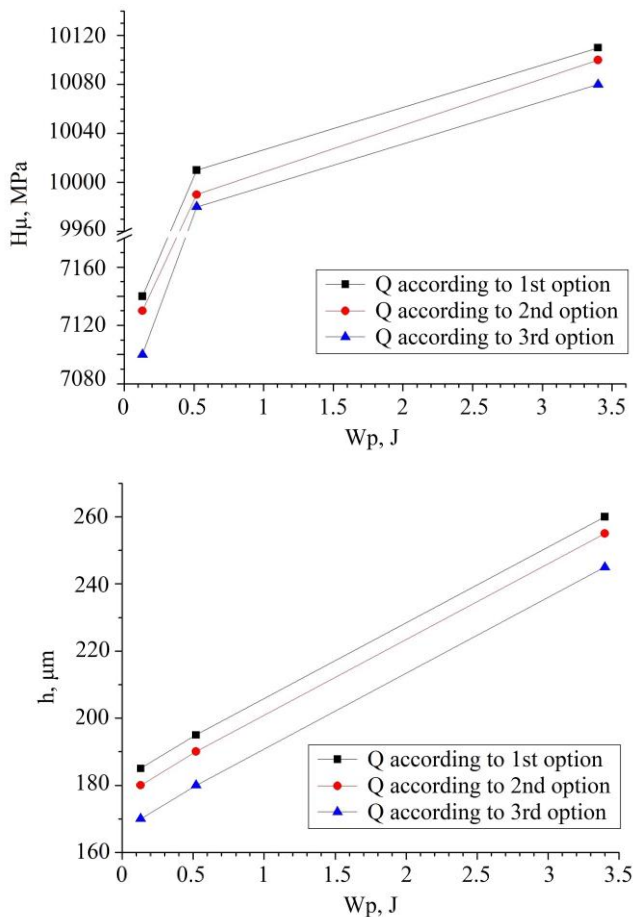 10120
10080
10040
10000
9960
7160
7120
7080
Hμ, MPa
0 0.5 1 1.5 2 2.5 3 3.5
Wp, J
Q according to 1st option
Q according to 2nd option
Q according to 3rd option
260
240
220
200
180
160
h, μm
0 0.5 1 1.5 2 2.5 3 3.5
Wp, J
Q according to 1st option
Q according to 2nd option
Q according to 3rd option